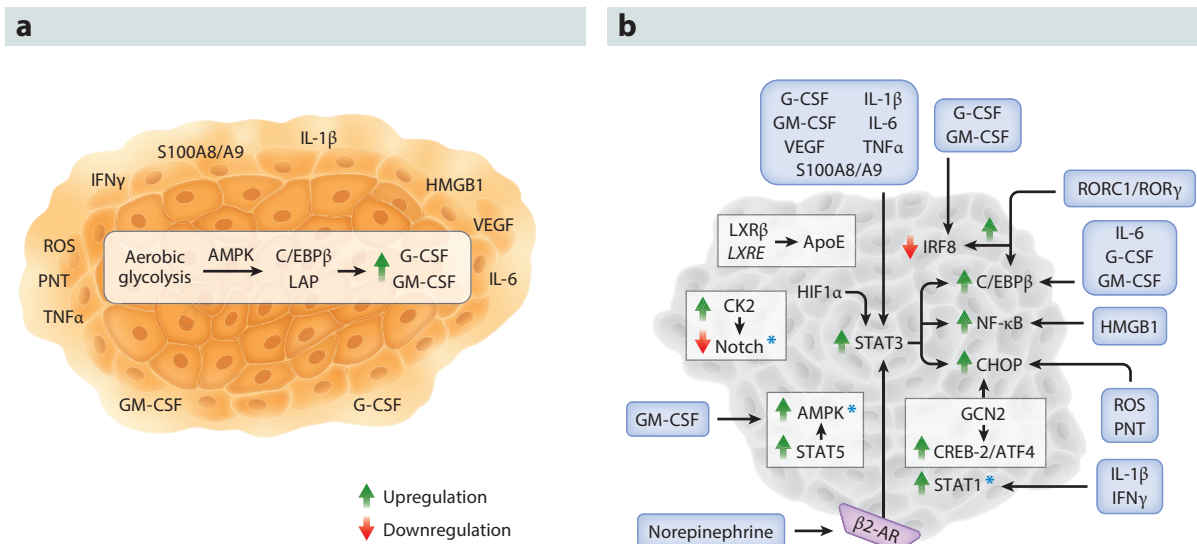 a
IL-1β
S100A8/A9
IFNγ
HMGB1
VEGF
ROS
PNT
TNFα
IL-6
Aerobic
glycolysis
AMPK
C/EBPβ
LAP
G-CSF
GM-CSF
GM-CSF
G-CSF
Upregulation
Downregulation
b
G-CSF IL-1β
GM-CSF IL-6
VEGF TNFα
S100A8/A9
G-CSF
GM-CSF
RORC1/RORγ
LXRβ
LXRE
ApoE
IRF8
IL-6
G-CSF
GM-CSF
C/EBPβ
HIF1α
CK2
Notch*
STAT3
NF-κB
HMGB1
CHOP
ROS
PNT
GM-CSF
AMPK*
STAT5
GCN2
CREB-2/ATF4
STAT1*
IL-1β
IFNγ
Norepinephrine
β2-AR